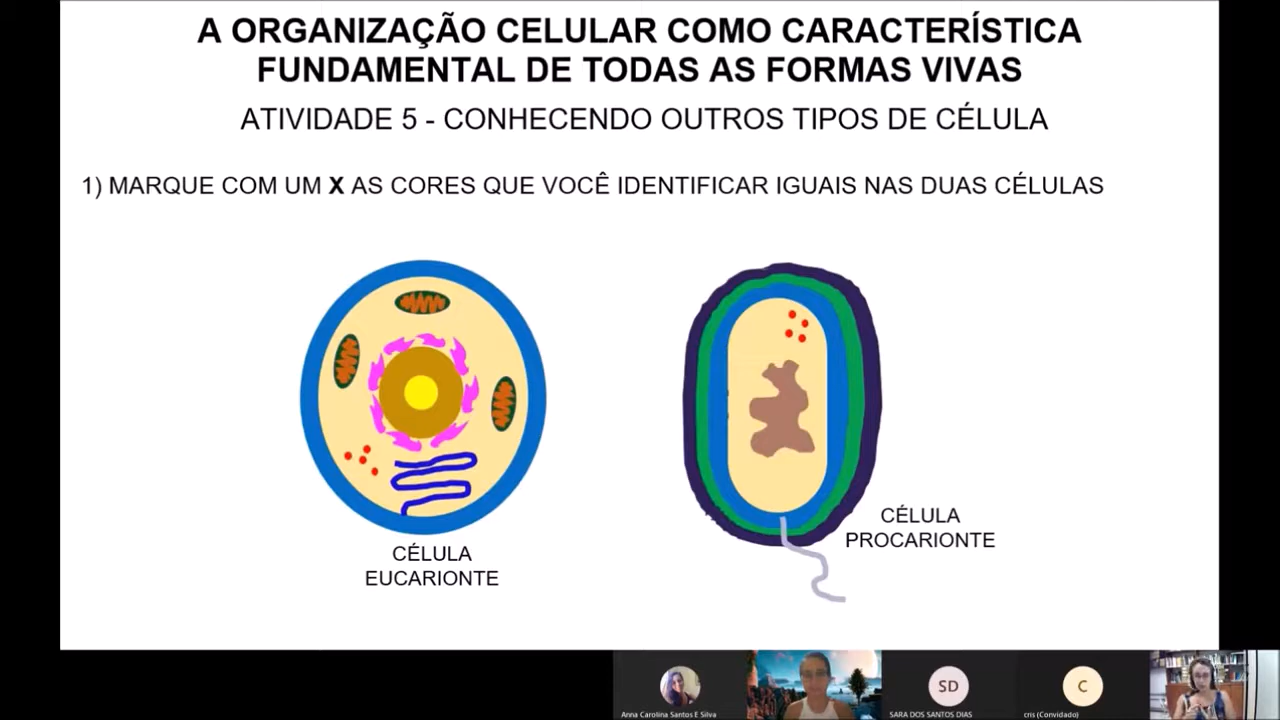 A ORGANIZAÇÃO CELULAR COMO CARACTERÍSTICA
FUNDAMENTAL DE TODAS AS FORMAS VIVAS
ATIVIDADE 5 - CONHECENDO OUTROS TIPOS DE CÉLULA
1) MARQUE COM UM X AS CORES QUE VOCÊ IDENTIFICAR IGUAIS NAS DUAS CÉLULAS
CÉLULA
EUCARIONTE
CÉLULA
PROCARIONTE
Anna Carolina Santos E Silva
SD
SARA DOS SANTOS DIAS
C
cris (Convidado)